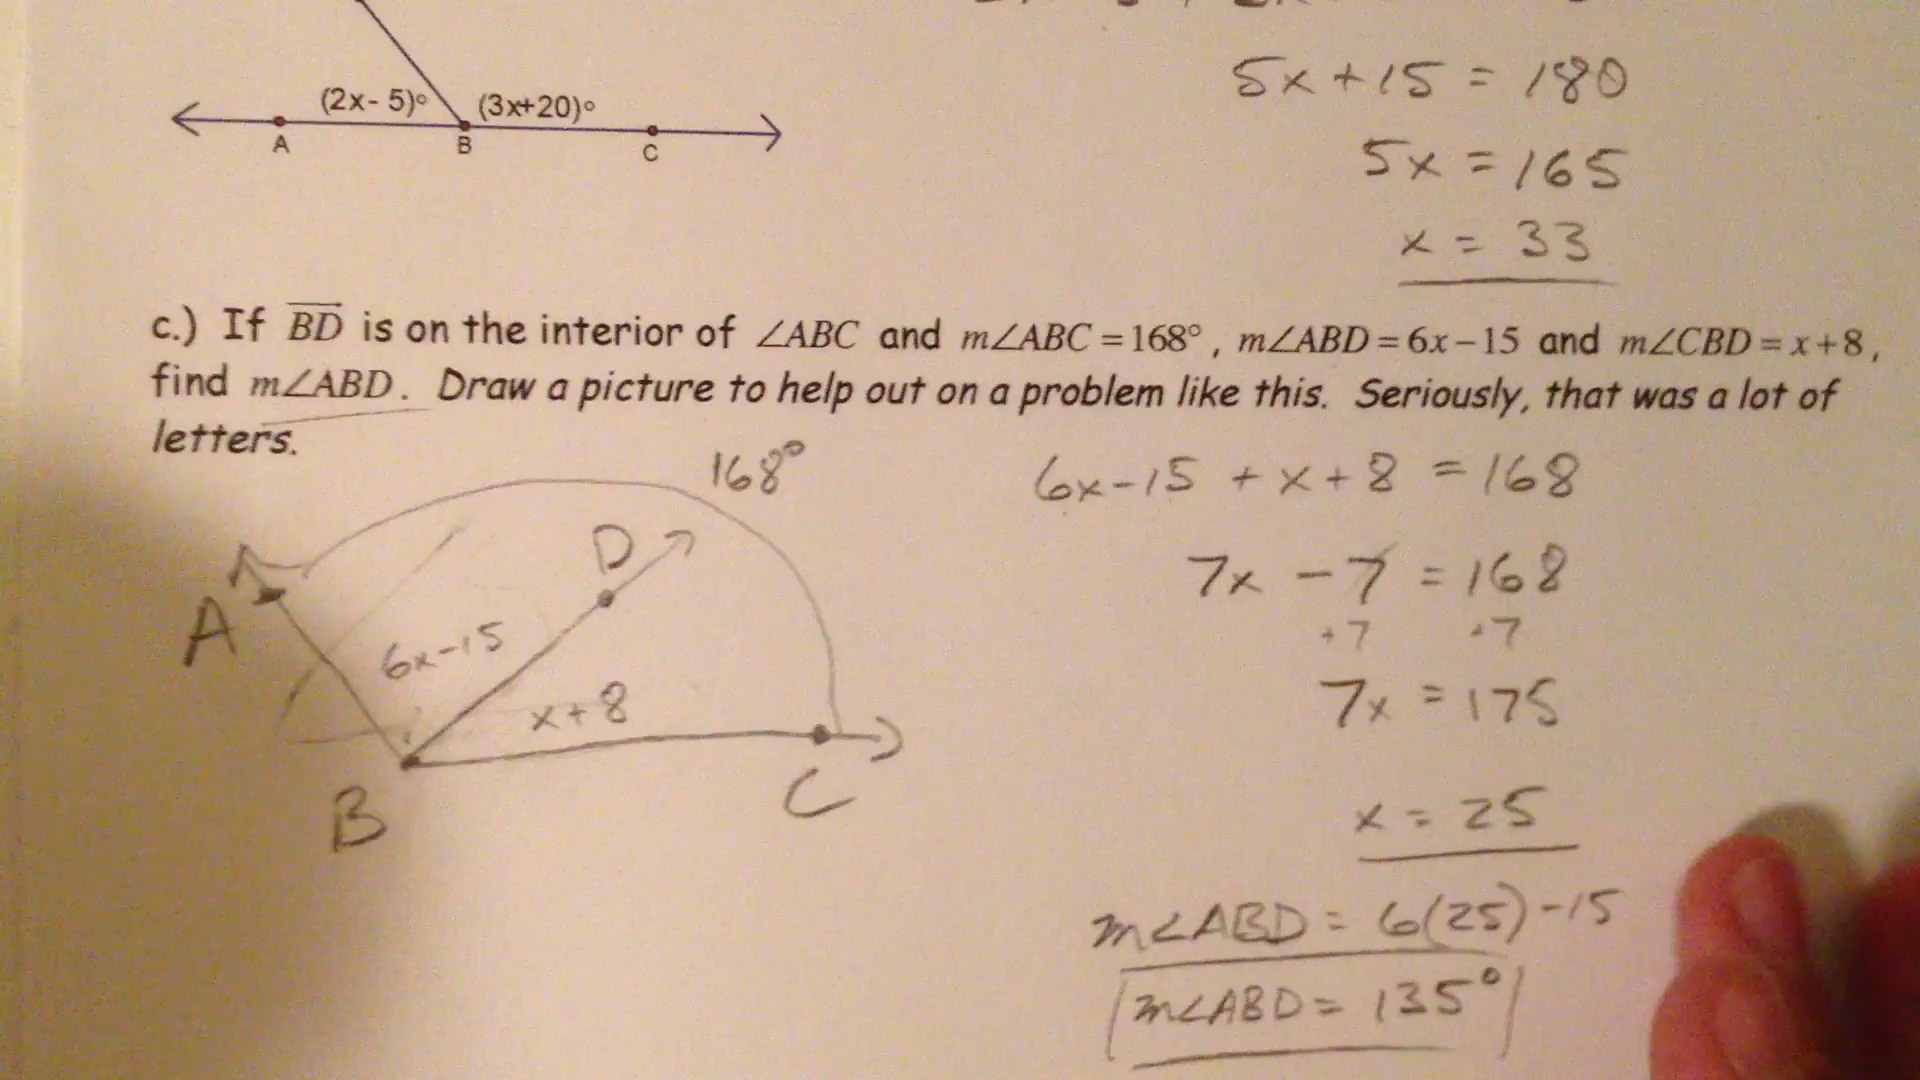 (2x- 5)° (3x+20)°
A B C
5x + 15 = 180
5x = 165
x = 33
c.) If BD is on the interior of ∠ABC and m∠ABC = 168°, m∠ABD = 6x−15 and m∠CBD = x+8,
find m∠ABD. Draw a picture to help out on a problem like this. Seriously, that was a lot of
letters.
168°
D
A
6x−15
x+8
B
C
6x−15 + x+8 = 168
7x − 7 = 168
+7 +7
7x = 175
x = 25
m∠ABD = 6(25)−15
m∠ABD = 135°